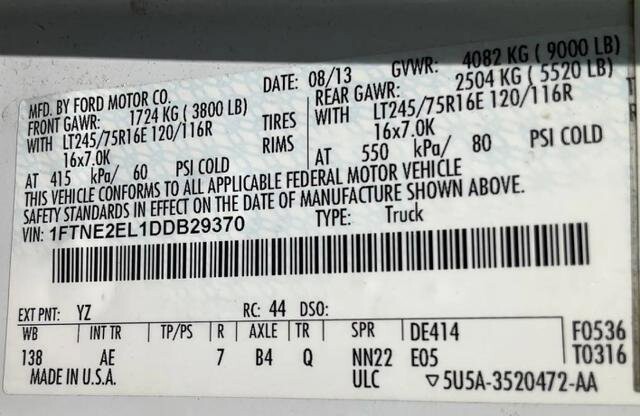 MFD. BY FORD MOTOR CO. DATE: 08/13 GVWR: 4082 KG ( 9000 LB)
FRONT GAWR: 1724 KG ( 3800 LB) REAR GAWR: 2504 KG ( 5520 LB)
WITH LT245/75R16E 120/116R TIRES WITH LT245/75R16E 120/116R
16x7.0K RIMS 16x7.0K
AT 415 kPa/ 60 PSI COLD AT 550 kPa/ 80 PSI COLD
THIS VEHICLE CONFORMS TO ALL APPLICABLE FEDERAL MOTOR VEHICLE
SAFETY STANDARDS IN EFFECT ON THE DATE OF MANUFACTURE SHOWN ABOVE.
VIN: 1FTNE2EL1DDB29370 TYPE: Truck
EXT PNT: YZ RC: 44 DSO:
WB INT TR TP/PS R AXLE TR SPR DE414 F0536
138 AE 7 B4 Q NN22 E05 T0316
MADE IN U.S.A. ULC ▽5U5A-3520472-AA